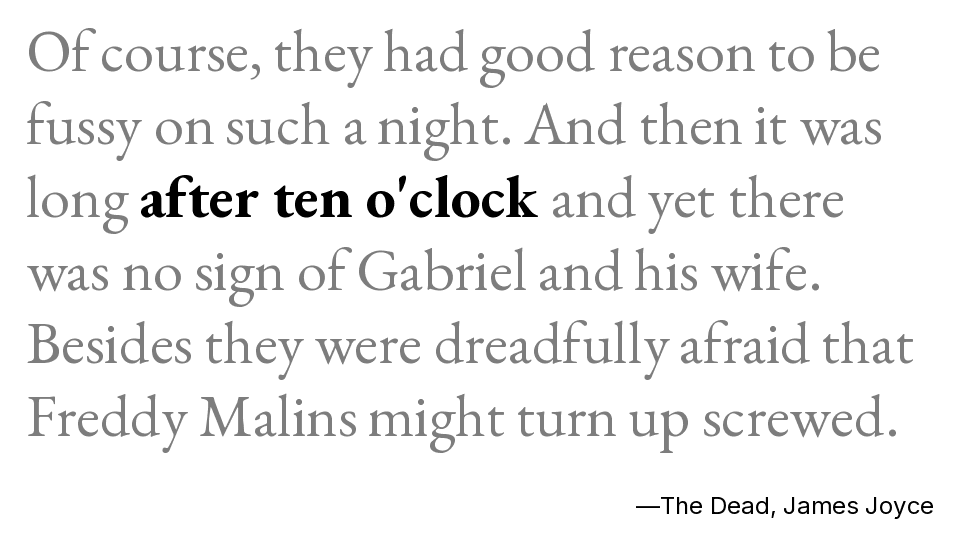 Of course, they had good reason to be
fussy on such a night. And then it was
long after ten o'clock and yet there
was no sign of Gabriel and his wife.
Besides they were dreadfully afraid that
Freddy Malins might turn up screwed.
—The Dead, James Joyce